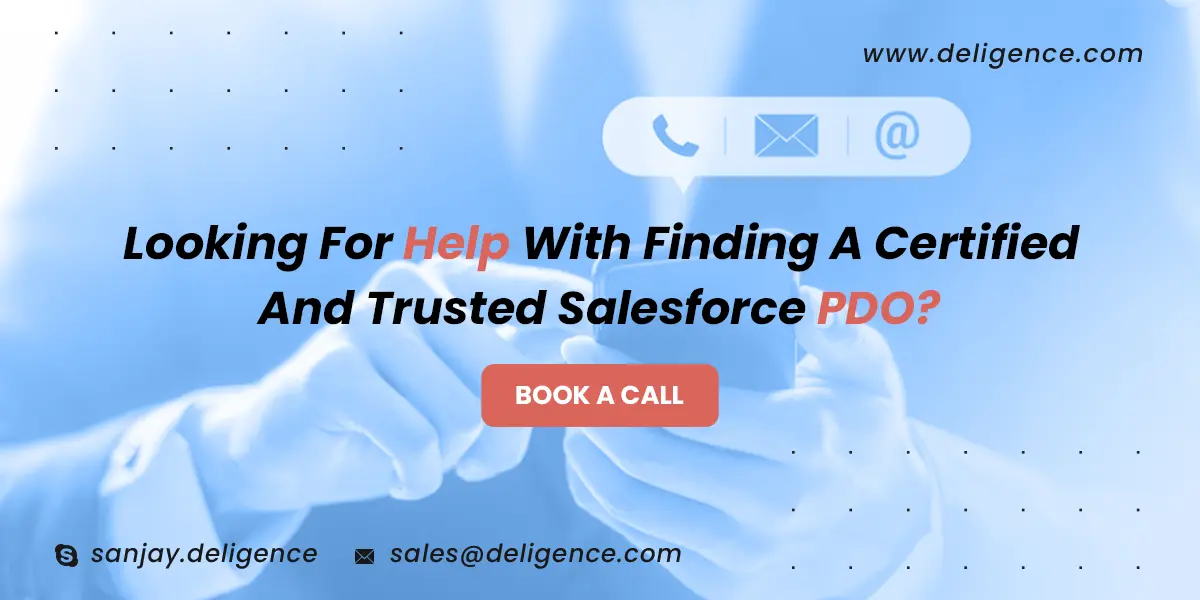 www.deligence.com
@
Looking For Help With Finding A Certified
And Trusted Salesforce PDO?
BOOK A CALL
sanjay.deligence
sales@deligence.com